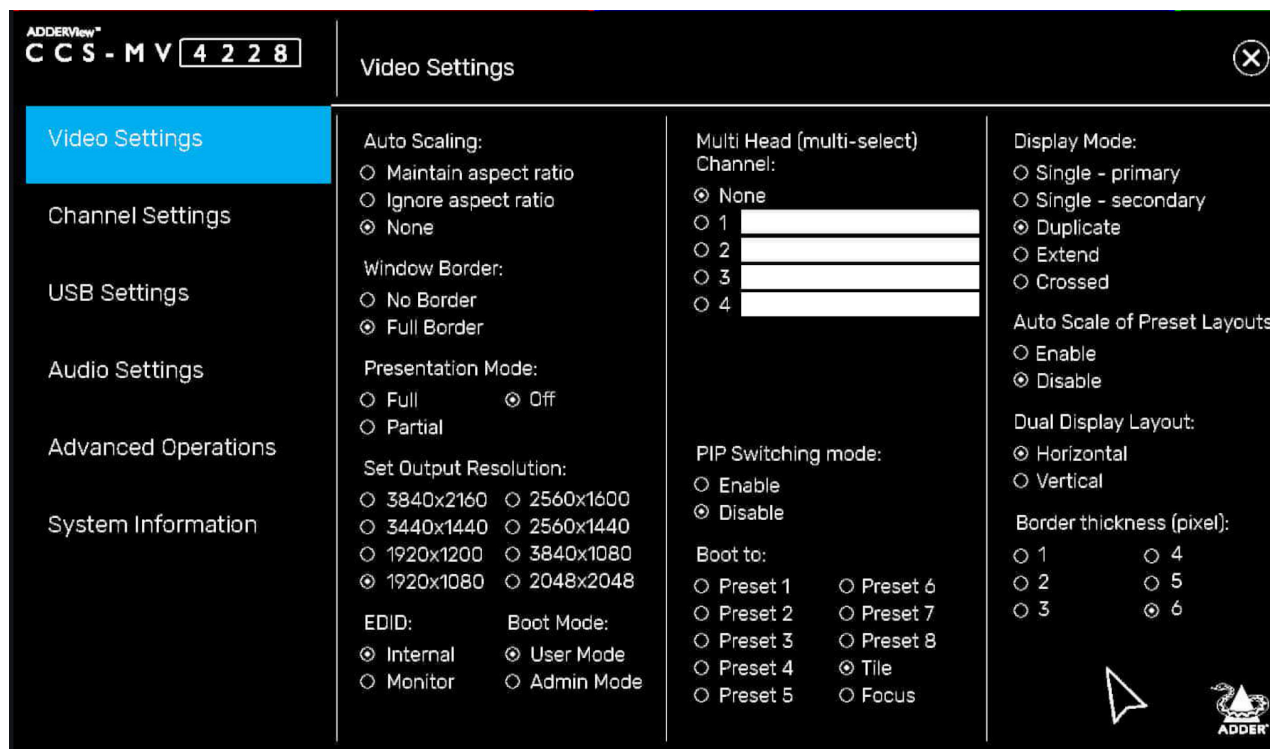 ADDERView™
CCS-MV 4228
Video Settings
Video Settings
Channel Settings
USB Settings
Audio Settings
Advanced Operations
System Information
Auto Scaling:
Maintain aspect ratio
Ignore aspect ratio
None
Window Border:
No Border
Full Border
Presentation Mode:
Full Off
Partial
Set Output Resolution:
3840x2160 2560x1600
3440x1440 2560x1440
1920x1200 3840x1080
1920x1080 2048x2048
EDID: Boot Mode:
Internal User Mode
Monitor Admin Mode
Multi Head (multi-select)
Channel:
None
1
2
3
4
PIP Switching mode:
Enable
Disable
Boot to:
Preset 1 Preset 6
Preset 2 Preset 7
Preset 3 Preset 8
Preset 4 Tile
Preset 5 Focus
Display Mode:
Single - primary
Single - secondary
Duplicate
Extend
Crossed
Auto Scale of Preset Layouts
Enable
Disable
Dual Display Layout:
Horizontal
Vertical
Border thickness (pixel):
1 4
2 5
3 6
ADDER